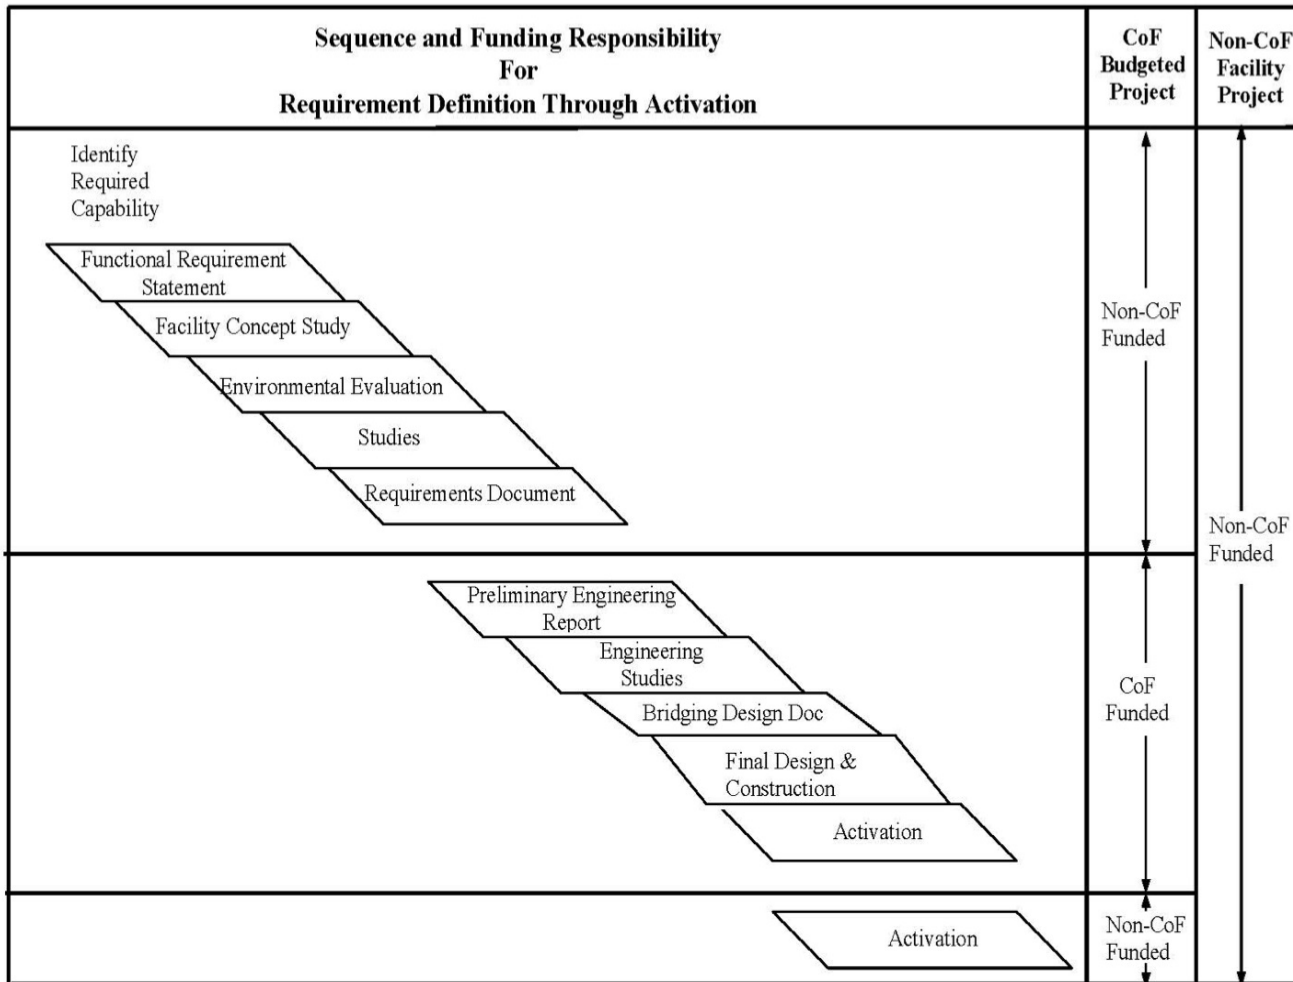 Sequence and Funding Responsibility
For
Requirement Definition Through Activation
CoF
Budgeted
Project
Non-CoF
Facility
Project
Identify
Required
Capability
Functional Requirement
Statement
Facility Concept Study
Environmental Evaluation
Studies
Requirements Document
Non-CoF
Funded
Non-CoF
Funded
Preliminary Engineering
Report
Engineering
Studies
Bridging Design Doc
Final Design &
Construction
Activation
CoF
Funded
Activation
Non-CoF
Funded